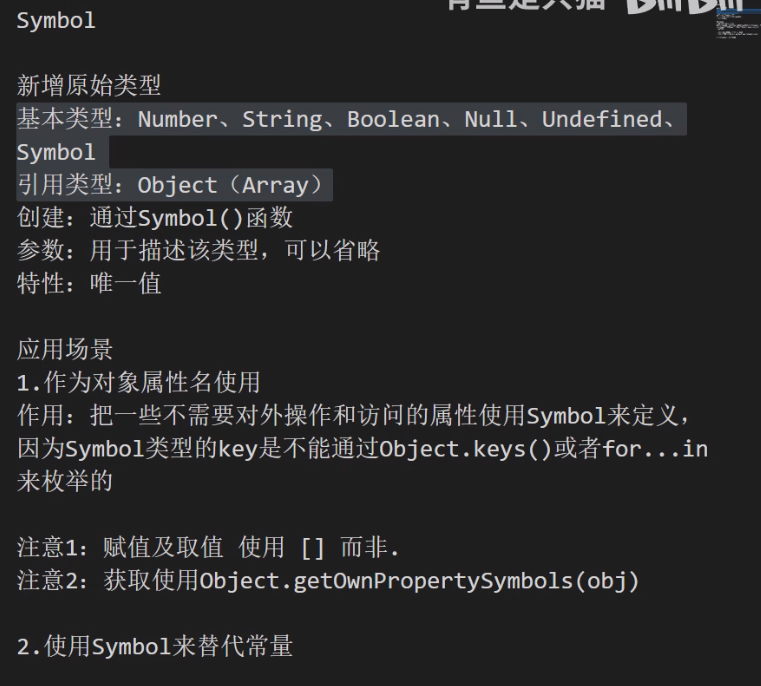 Symbol
新增原始类型
基本类型：Number、String、Boolean、Null、Undefined、
Symbol
引用类型：Object（Array）
创建：通过Symbol()函数
参数：用于描述该类型，可以省略
特性：唯一值
应用场景
1.作为对象属性名使用
作用：把一些不需要对外操作和访问的属性使用Symbol来定义，
因为Symbol类型的key是不能通过Object.keys()或者for...in
来枚举的
注意1：赋值及取值 使用 [] 而非.
注意2：获取使用Object.getOwnPropertySymbols(obj)
2.使用Symbol来替代常量